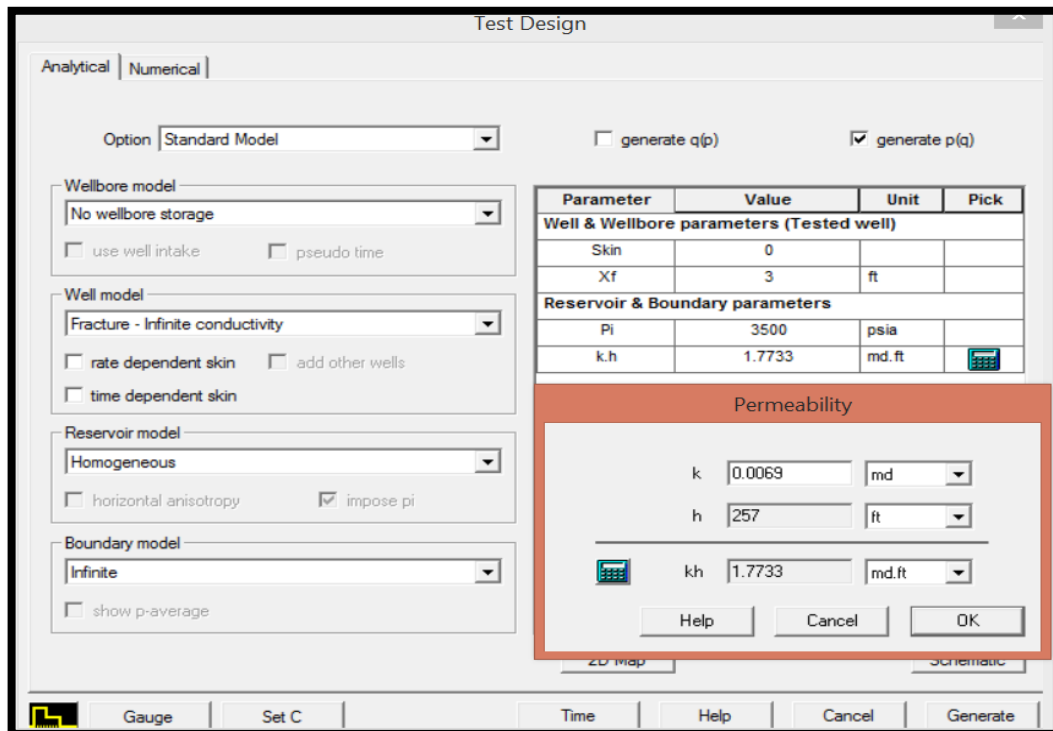 Test Design
Analytical Numerical
Option Standard Model generate q(p) generate p(q)
Wellbore model
No wellbore storage
use well intake pseudo time
Well model
Fracture - Infinite conductivity
rate dependent skin add other wells
time dependent skin
Reservoir model
Homogeneous
horizontal anisotropy impose pi
Boundary model
Infinite
show p-average
Parameter Value Unit Pick
Well & Wellbore parameters (Tested well)
Skin 0
Xf 3 ft
Reservoir & Boundary parameters
Pi 3500 psia
k.h 1.7733 md.ft
Permeability
k 0.0069 md
h 257 ft
kh 1.7733 md.ft
Help Cancel OK
2D Map Schematic
Gauge Set C Time Help Cancel Generate